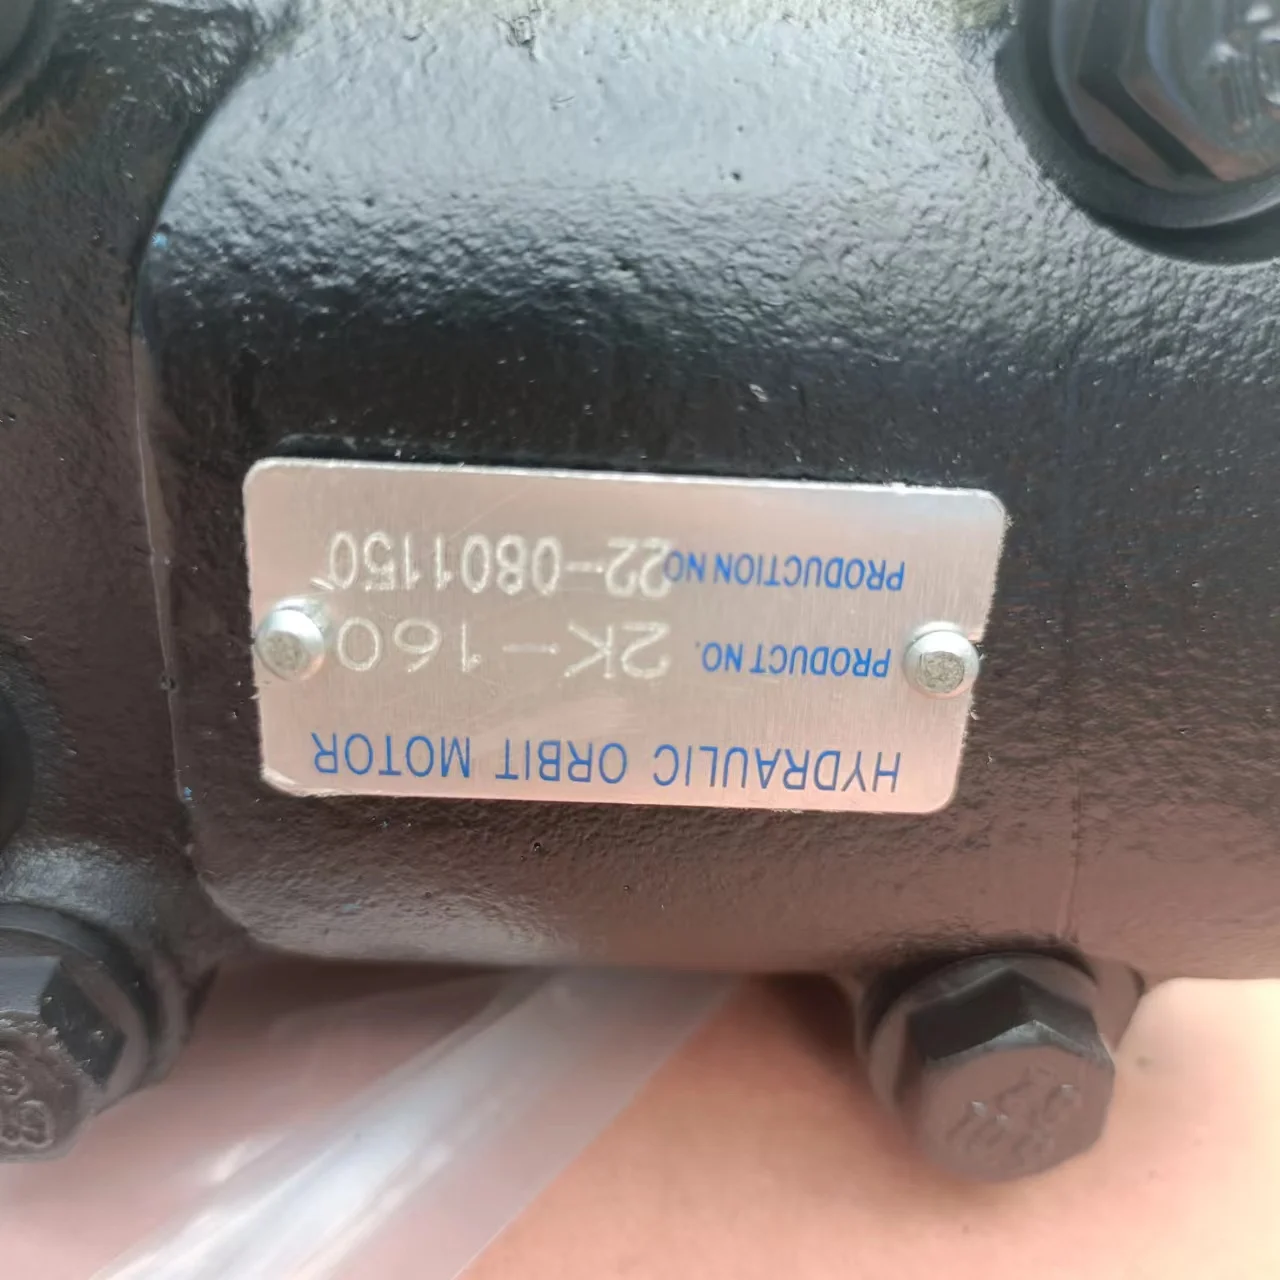 HYDRAULIC ORBIT MOTOR
PRODUCT NO. 2K-160
PRODUCTION NO 22-0801150